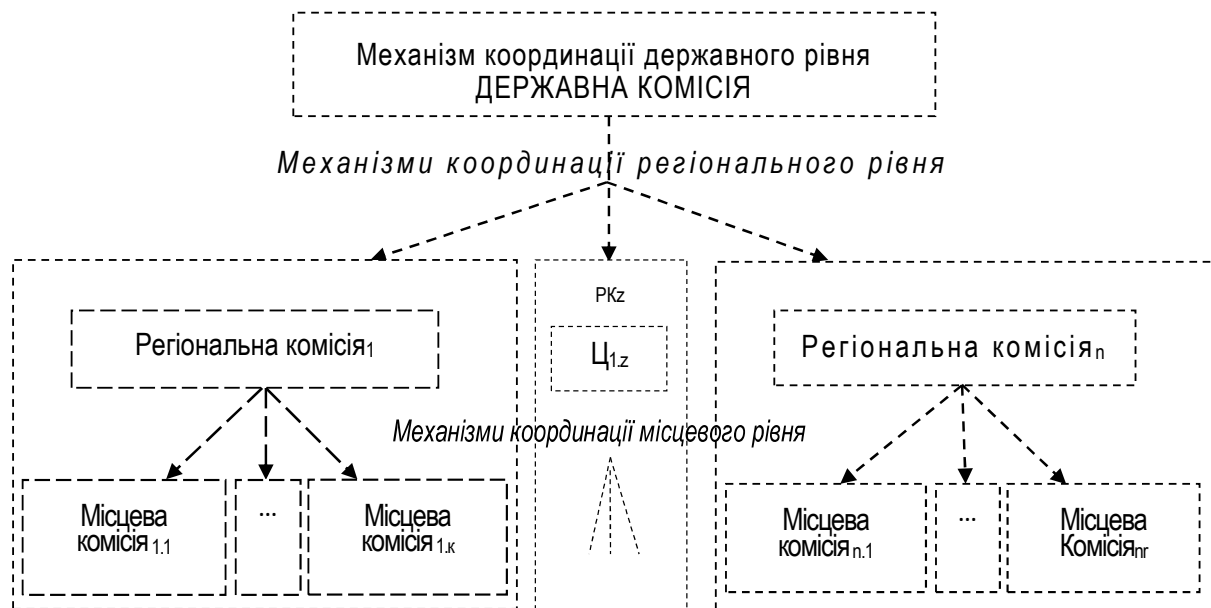 Механізм координації державного рівня
ДЕРЖАВНА КОМІСІЯ
Механізми координації регіонального рівня
РКz
Регіональна комісія1
Ц1.z
Регіональна комісіяn
Механізми координації місцевого рівня
Місцева
комісія 1.1
...
Місцева
комісія 1.к
Місцева
комісія n.1
...
Місцева
Комісіяnr